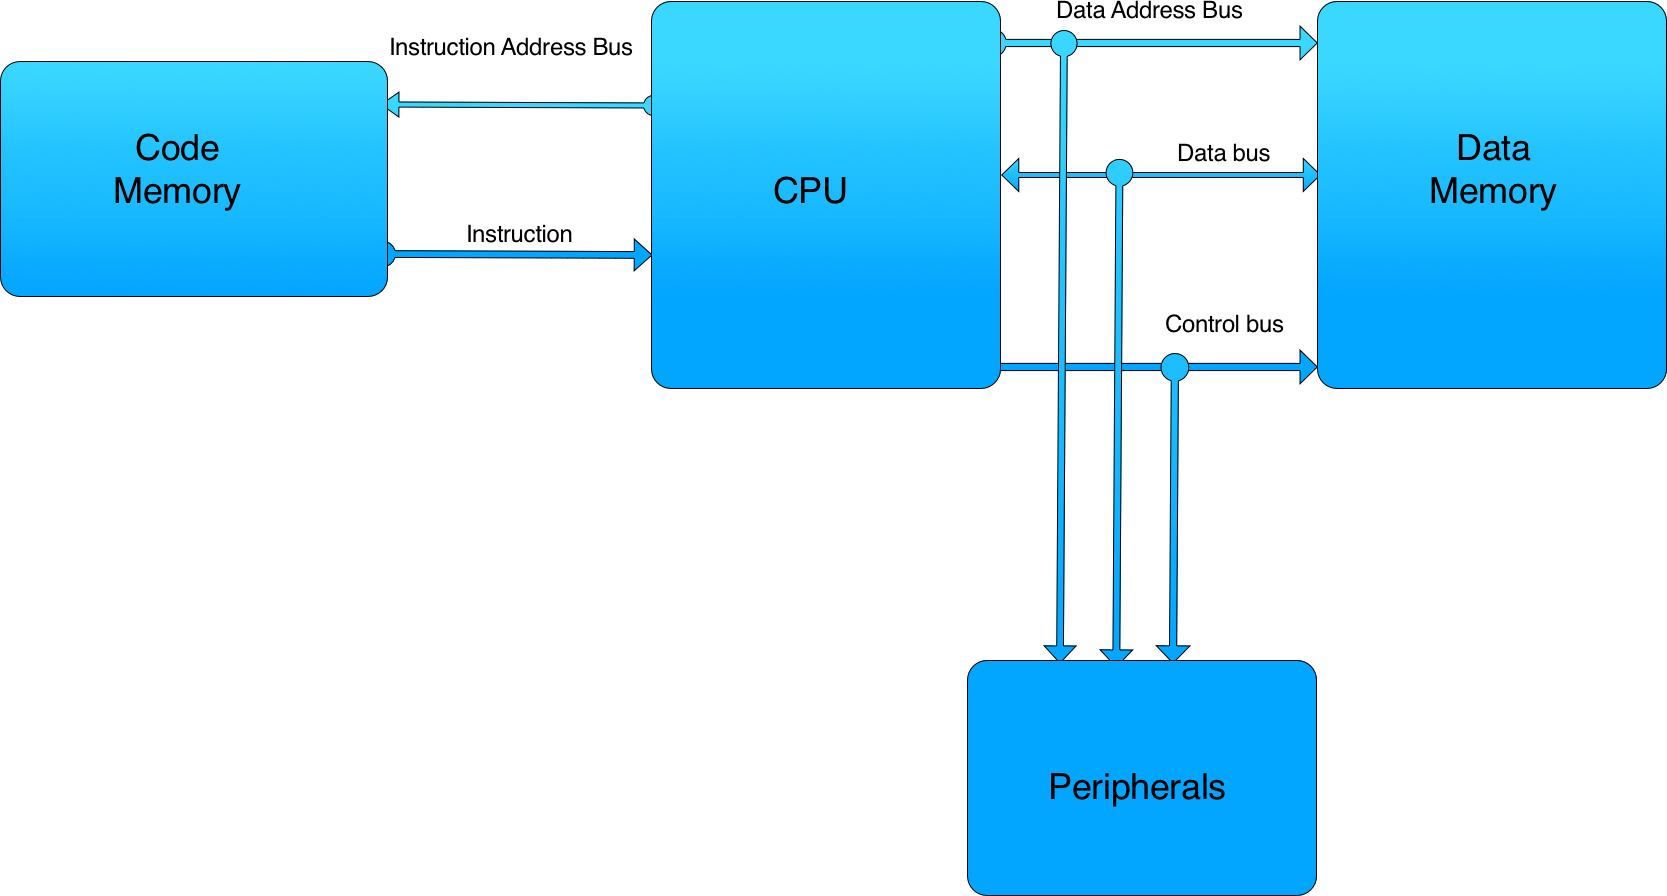 Data Address Bus
Instruction Address Bus
Code
Memory
CPU
Data bus
Data
Memory
Instruction
Control bus
Peripherals